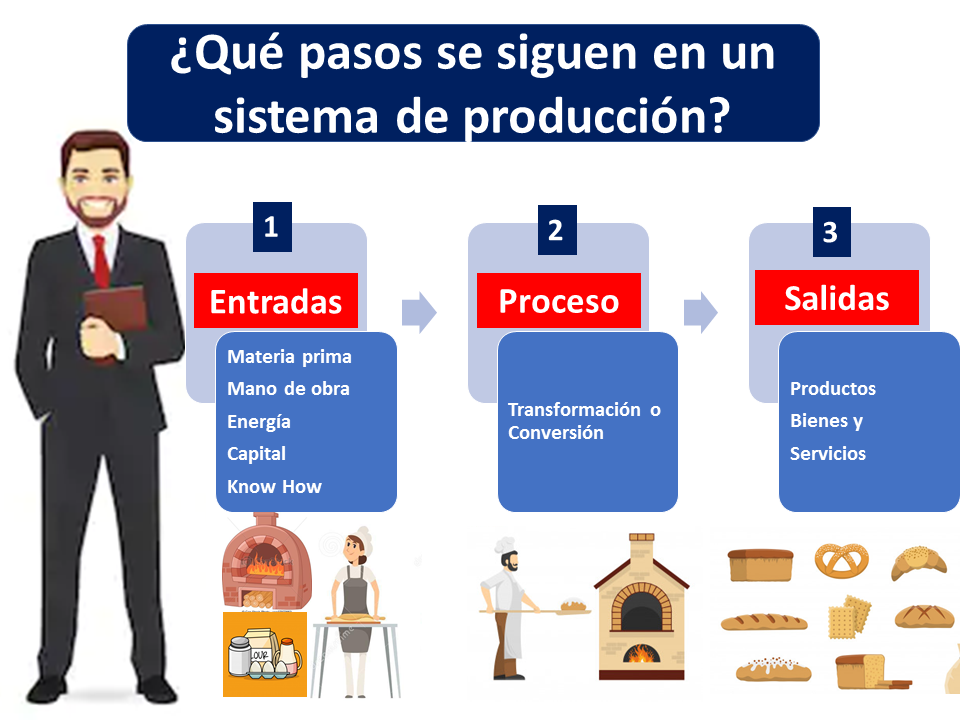 ¿Qué pasos se siguen en un
sistema de producción?
1
Entradas
Materia prima
Mano de obra
Energía
Capital
Know How
2
Proceso
Transformación o
Conversión
3
Salidas
Productos
Bienes y
Servicios